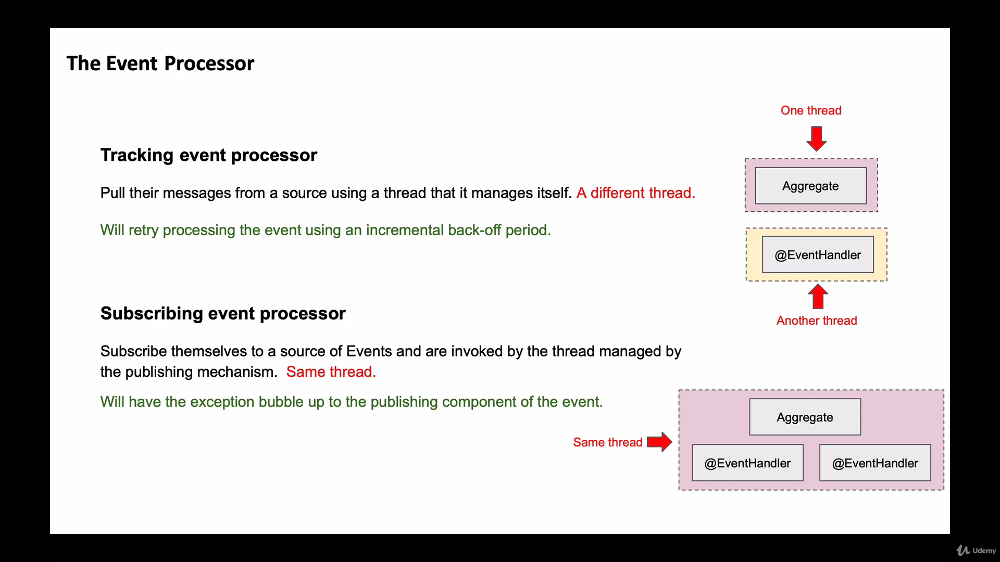 The Event Processor
One thread
Tracking event processor
Aggregate
Pull their messages from a source using a thread that it manages itself. A different thread.
Will retry processing the event using an incremental back-off period.
@EventHandler
Another thread
Subscribing event processor
Subscribe themselves to a source of Events and are invoked by the thread managed by
the publishing mechanism. Same thread.
Will have the exception bubble up to the publishing component of the event.
Aggregate
Same thread
@EventHandler
@EventHandler
Udemy